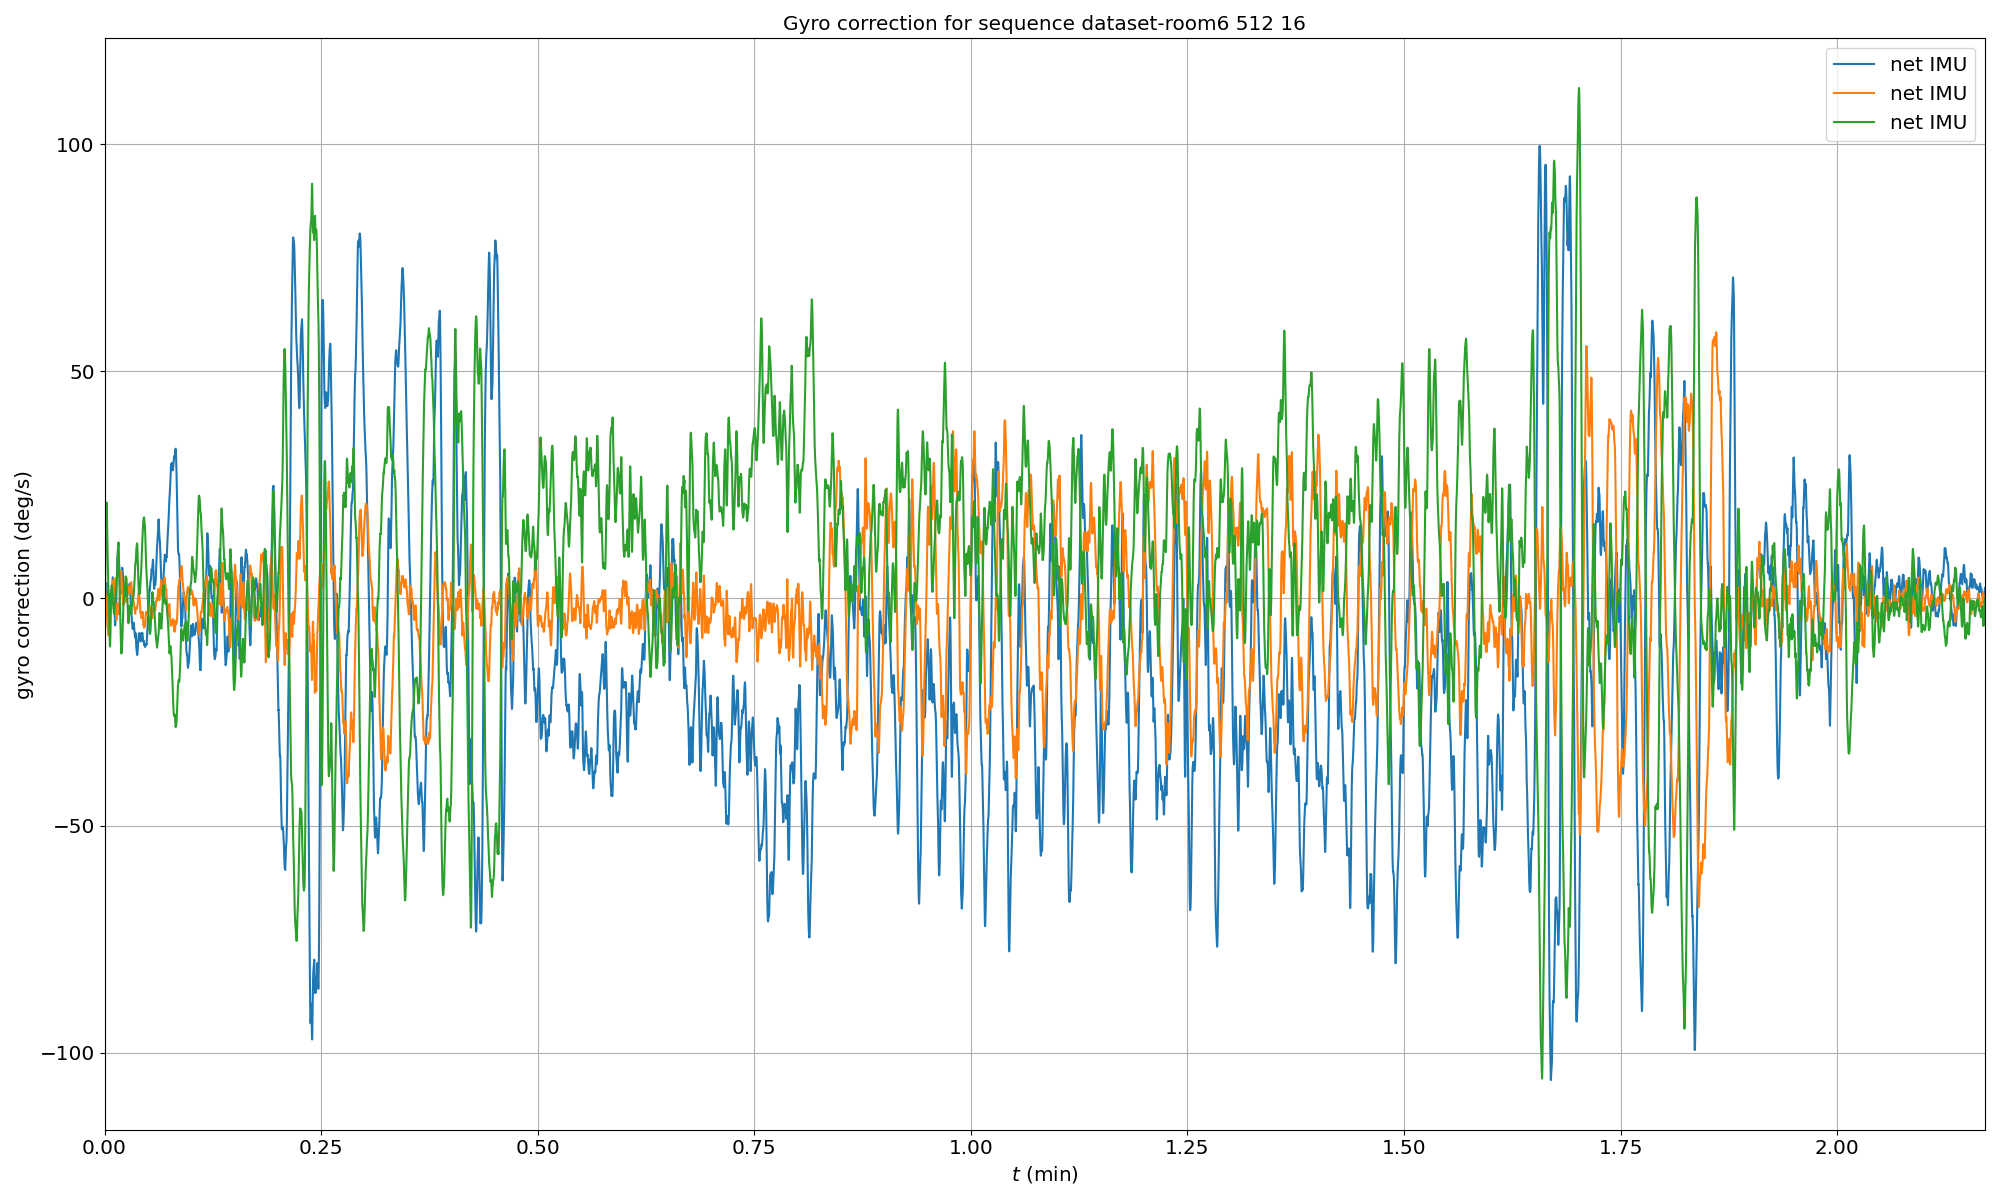 Gyro correction for sequence dataset-room6 512 16
net IMU
net IMU
net IMU
gyro correction (deg/s)
100
50
0
−50
−100
0.00 0.25 0.50 0.75 1.00 1.25 1.50 1.75 2.00
t (min)